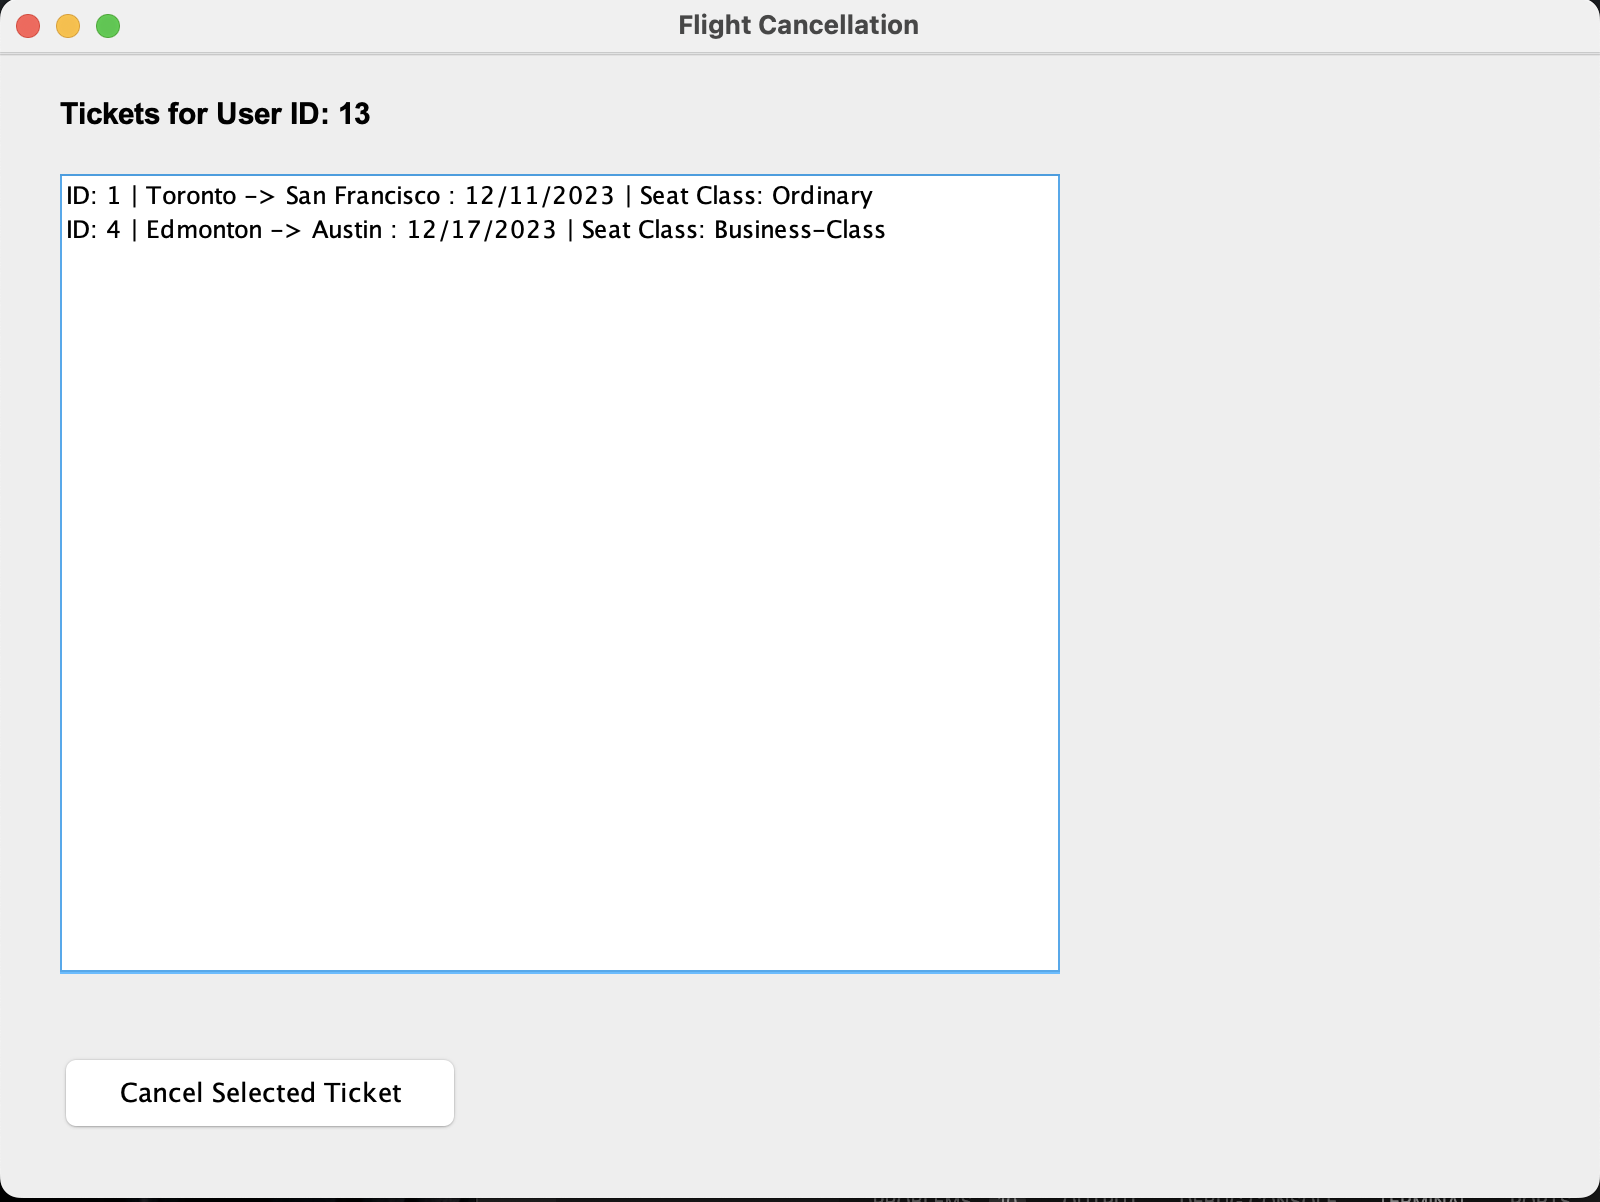 Flight Cancellation
Tickets for User ID: 13
ID: 1 | Toronto -> San Francisco : 12/11/2023 | Seat Class: Ordinary
ID: 4 | Edmonton -> Austin : 12/17/2023 | Seat Class: Business-Class
Cancel Selected Ticket